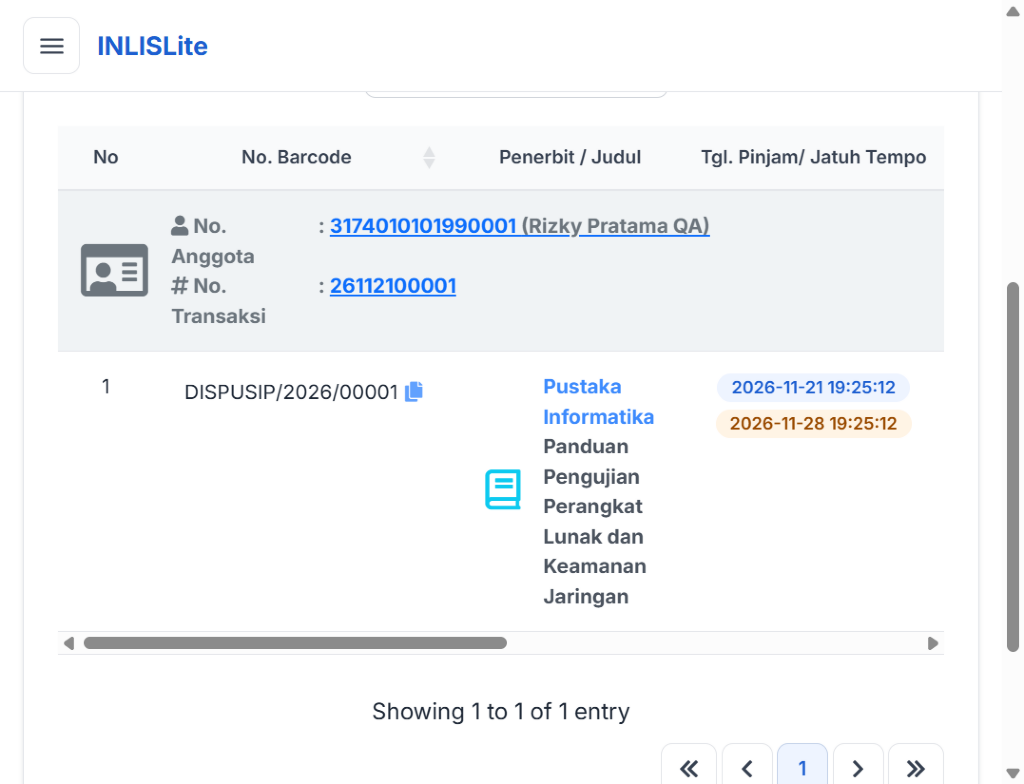 INLISLite
No
No. Barcode
Penerbit / Judul
Tgl. Pinjam/ Jatuh Tempo
No.
Anggota
: 3174010101990001 (Rizky Pratama QA)
# No.
Transaksi
: 26112100001
1
DISPUSIP/2026/00001
Pustaka
Informatika
Panduan
Pengujian
Perangkat
Lunak dan
Keamanan
Jaringan
2026-11-21 19:25:12
2026-11-28 19:25:12
Showing 1 to 1 of 1 entry
« ‹ 1 › »